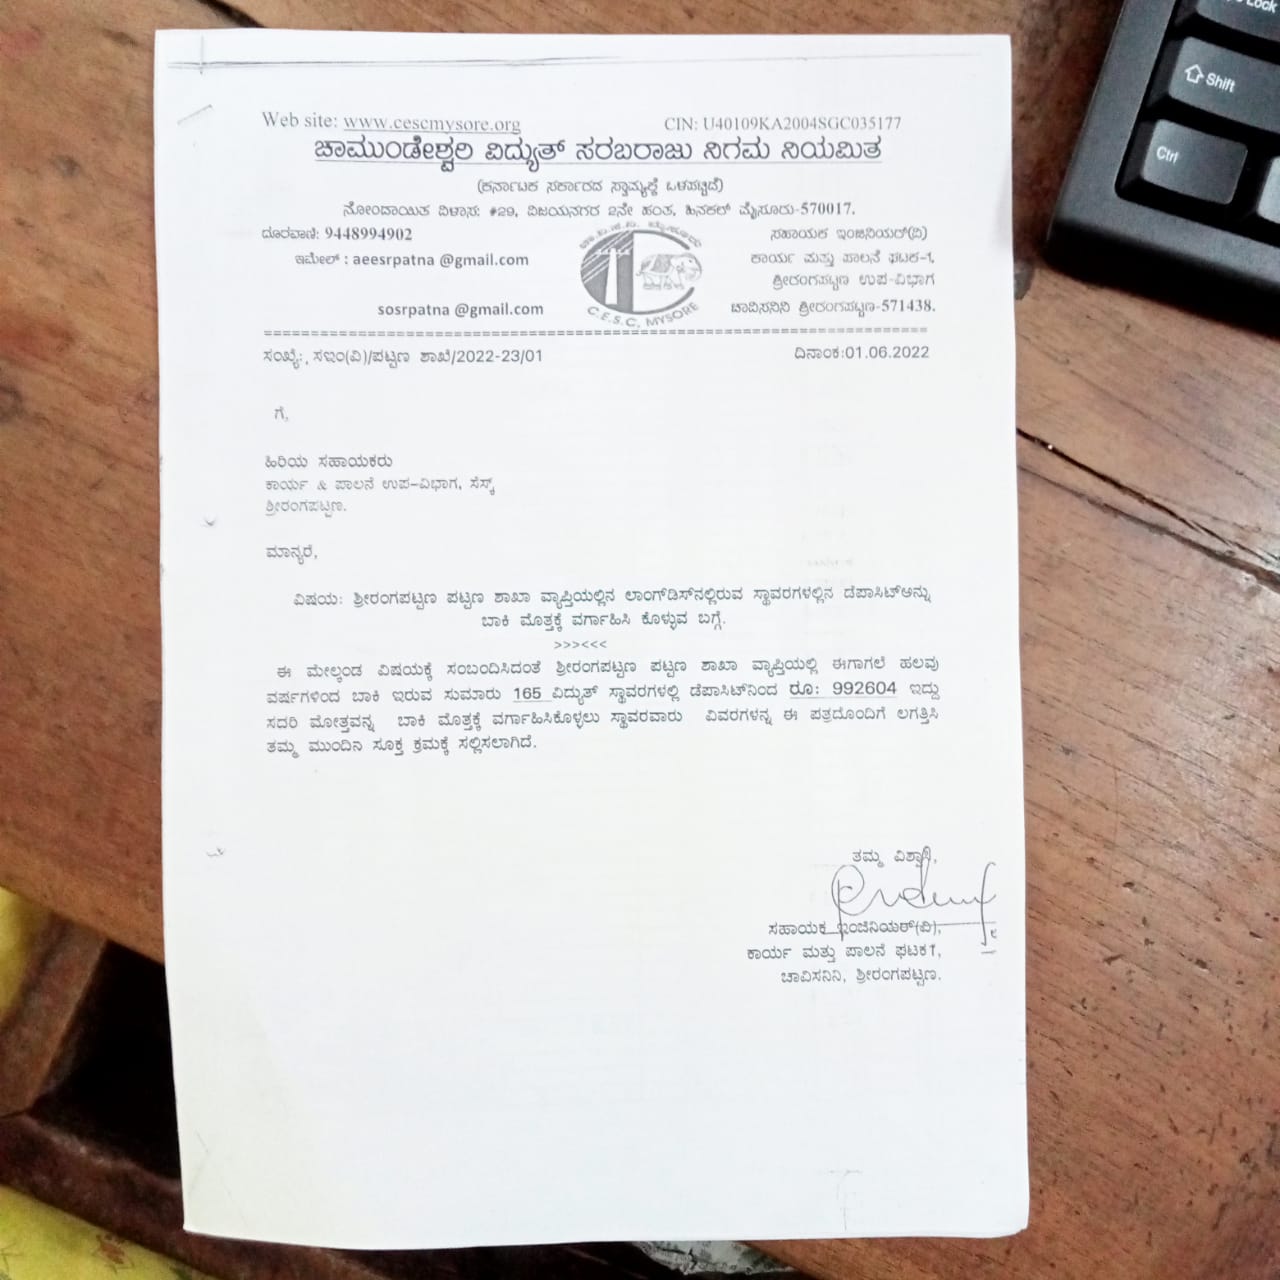 Web site: www.cescmysore.org CIN: U40109KA2004SGC035177
ಚಾಮುಂಡೇಶ್ವರಿ ವಿದ್ಯುತ್ ಸರಬರಾಜು ನಿಗಮ ನಿಯಮಿತ
(ಕರ್ನಾಟಕ ಸರ್ಕಾರದ ಸ್ವಾಮ್ಯಕ್ಕೆ ಒಳಪಟ್ಟಿದೆ)
ನೋಂದಾಯಿತ ವಿಳಾಸ: #29, ವಿಜಯನಗರ 2ನೇ ಹಂತ, ಹಿನಕಲ್ ಮೈಸೂರು-570017.
ದೂರವಾಣಿ: 9448994902 ಸಹಾಯಕ ಇಂಜಿನಿಯರ್(ವಿ)
ಇಮೇಲ್ : aeesrpatna @gmail.com ಕಾರ್ಯ ಮತ್ತು ಪಾಲನೆ ಘಟಕ-1,
ಶ್ರೀರಂಗಪಟ್ಟಣ ಉಪ-ವಿಭಾಗ
sosrpatna @gmail.com ಚಾವಿಸನಿನಿ ಶ್ರೀರಂಗಪಟ್ಟಣ-571438.
C.E.S.C, MYSORE
==========================================================================
ಸಂಖ್ಯೆ:, ಸಇಂ(ವಿ)/ಪಟ್ಟಣ ಶಾಖೆ/2022-23/01 ದಿನಾಂಕ:01.06.2022
ಗೆ,
ಹಿರಿಯ ಸಹಾಯಕರು
ಕಾರ್ಯ & ಪಾಲನೆ ಉಪ-ವಿಭಾಗ, ಸೆಸ್ಕ್
ಶ್ರೀರಂಗಪಟ್ಟಣ.
ಮಾನ್ಯರೆ,
ವಿಷಯ: ಶ್ರೀರಂಗಪಟ್ಟಣ ಪಟ್ಟಣ ಶಾಖಾ ವ್ಯಾಪ್ತಿಯಲ್ಲಿನ ಲಾಂಗ್‌ಡಿಸ್‌ನಲ್ಲಿರುವ ಸ್ಥಾವರಗಳಲ್ಲಿನ ಡೆಪಾಸಿಟ್‌ಅನ್ನು
ಬಾಕಿ ಮೊತ್ತಕ್ಕೆ ವರ್ಗಾಹಿಸಿ ಕೊಳ್ಳುವ ಬಗ್ಗೆ.
>>><<<
ಈ ಮೇಲ್ಕಂಡ ವಿಷಯಕ್ಕೆ ಸಂಬಂದಿಸಿದಂತೆ ಶ್ರೀರಂಗಪಟ್ಟಣ ಪಟ್ಟಣ ಶಾಖಾ ವ್ಯಾಪ್ತಿಯಲ್ಲಿ ಈಗಾಗಲೆ ಹಲವು
ವರ್ಷಗಳಿಂದ ಬಾಕಿ ಇರುವ ಸುಮಾರು 165 ವಿದ್ಯುತ್ ಸ್ಥಾವರಗಳಲ್ಲಿ ಡೆಪಾಸಿಟ್‌ನಿಂದ ರೂ: 992604 ಇದ್ದು
ಸದರಿ ಮೋತ್ತವನ್ನ ಬಾಕಿ ಮೊತ್ತಕ್ಕೆ ವರ್ಗಾಹಿಸಿಕೊಳ್ಳಲು ಸ್ಥಾವರವಾರು ವಿವರಗಳನ್ನ ಈ ಪತ್ರದೊಂದಿಗೆ ಲಗತ್ತಿಸಿ
ತಮ್ಮ ಮುಂದಿನ ಸೂಕ್ತ ಕ್ರಮಕ್ಕೆ ಸಲ್ಲಿಸಲಾಗಿದೆ.
ತಮ್ಮ ವಿಶ್ವಾಸಿ,
ಸಹಾಯಕ ಇಂಜಿನಿಯರ್(ವಿ),
ಕಾರ್ಯ ಮತ್ತು ಪಾಲನೆ ಘಟಕ1,
ಚಾವಿಸನಿನಿ, ಶ್ರೀರಂಗಪಟ್ಟಣ.
Shift
Ctrl
Lock